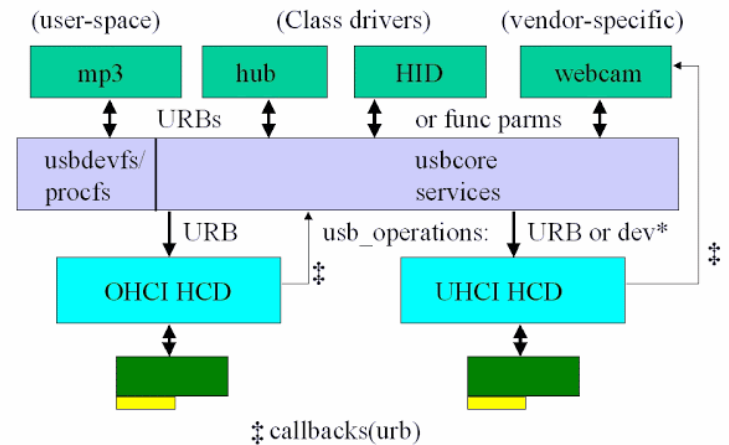 (user-space)
(Class drivers)
(vendor-specific)
mp3
hub
HID
webcam
URBs
or func parms
usbdevfs/
procfs
usbcore
services
URB
usb_operations:
URB or dev*
‡
‡
OHCI HCD
UHCI HCD
‡ callbacks(urb)